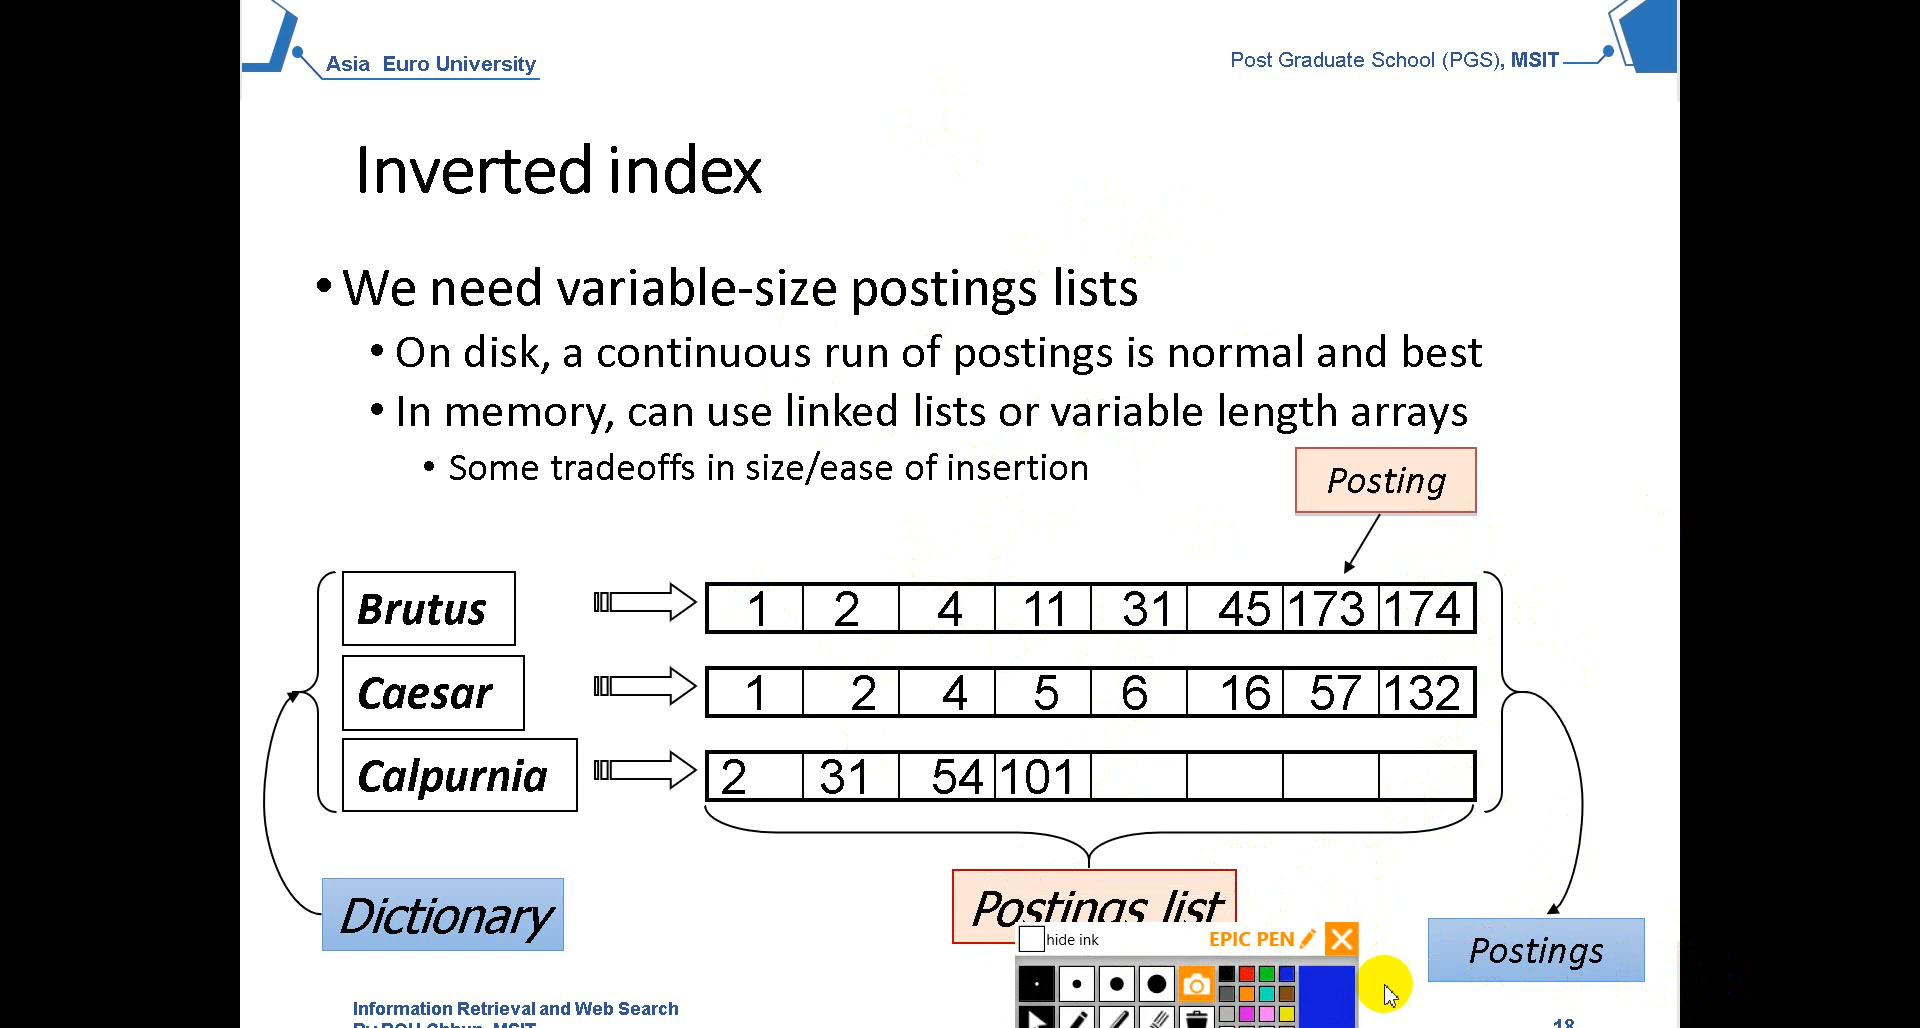 Asia Euro University
Post Graduate School (PGS), MSIT
Inverted index
• We need variable-size postings lists
• On disk, a continuous run of postings is normal and best
• In memory, can use linked lists or variable length arrays
• Some tradeoffs in size/ease of insertion
Posting
Brutus 1 2 4 11 31 45 173 174
Caesar 1 2 4 5 6 16 57 132
Calpurnia 2 31 54 101
Dictionary
Postings list
Postings
hide ink EPIC PEN
Information Retrieval and Web Search
MSIT
18